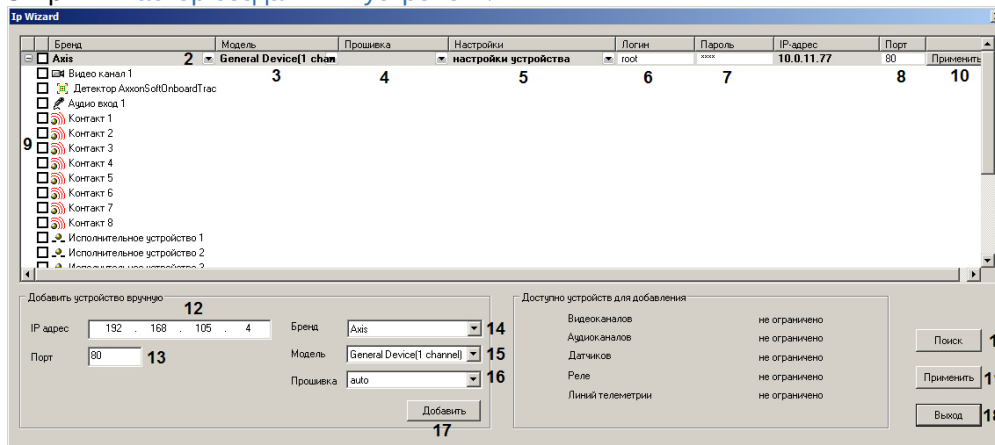 Ip Wizard
Бренд Модель Прошивка Настройки Логин Пароль IP-адрес Порт
Axis 2 General Device[1 chan настройки устройства root **** 10.0.11.77 80 Применить
Видео канал 1 3 4 5 6 7 8 10
Детектор AxxonSoftOnboardTrac
Аудио вход 1
Контакт 1
Контакт 2
9 Контакт 3
Контакт 4
Контакт 5
Контакт 6
Контакт 7
Контакт 8
Исполнительное устройство 1
Исполнительное устройство 2
Добавить устройство вручную
12
IP адрес 192 . 168 . 105 . 4
Порт 80 13
Бренд Axis 14
Модель General Device(1 channel) 15
Прошивка auto 16
Добавить
17
Доступно устройств для добавления
Видеоканалов не ограничено
Аудиоканалов не ограничено
Датчиков не ограничено
Реле не ограничено
Линий телеметрии не ограничено
Поиск
Применить
Выход 18